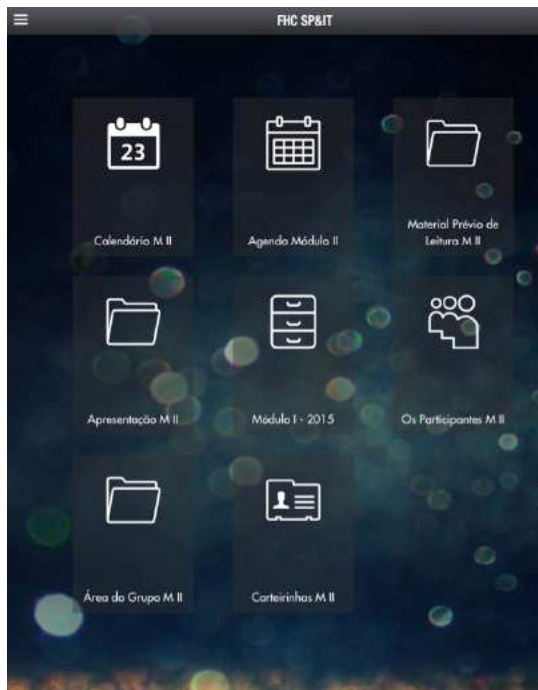 FHC SP&IT
23
Calendário M II
Agenda Módulo II
Material Prévio de
Leitura M II
Apresentação M II
Módulo I - 2015
Os Participantes M II
Área do Grupo M II
Carteirinhas M II